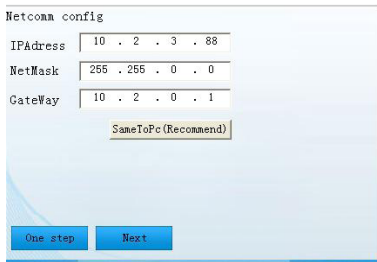 Netcomm config
IPAdress 10 . 2 . 3 . 88
NetMask 255 . 255 . 0 . 0
GateWay 10 . 2 . 0 . 1
SameToPc(Recommend)
One step Next